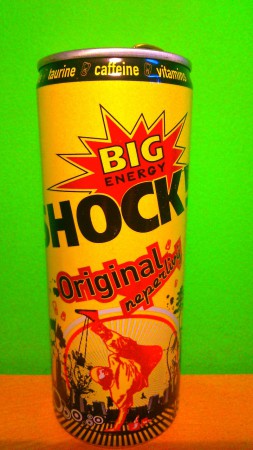 taurine caffeine vitamins
BIG
ENERGY
SHOCK!
Original
neperlivý